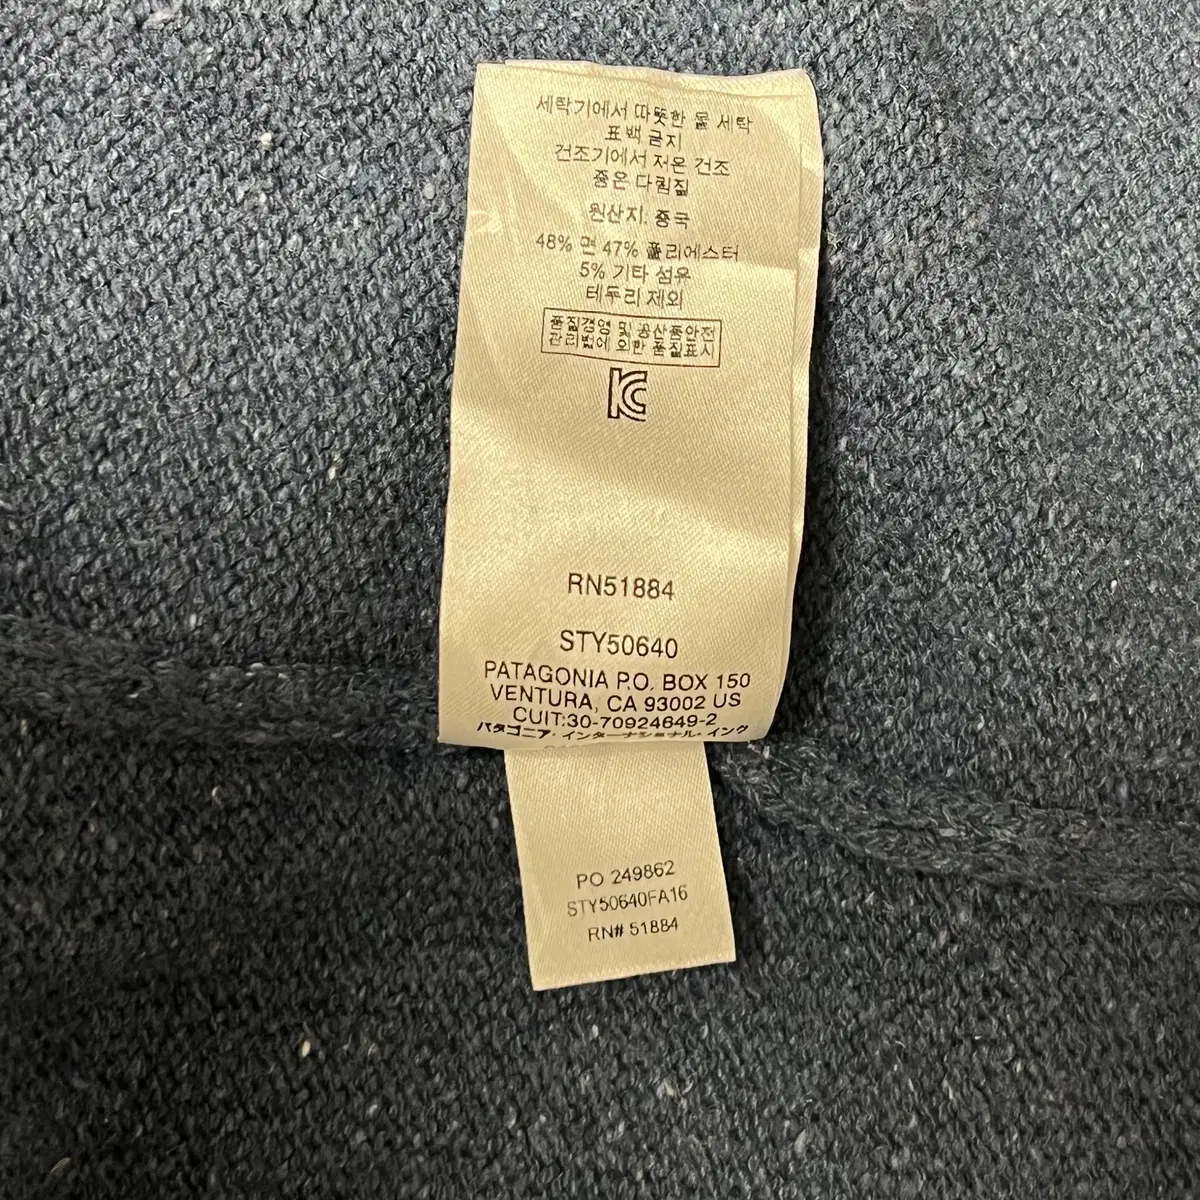 세탁기에서 따뜻한 물 세탁
표백 금지
건조기에서 저온 건조
중온 다림질
원산지: 중국
48% 면 47% 폴리에스터
5% 기타 섬유
테두리 제외
품질경영 및 공산품안전
관리법에 의한 품질표시
KC
RN51884
STY50640
PATAGONIA P.O. BOX 150
VENTURA, CA 93002 US
CUIT:30-70924649-2
パタゴニア・インターナショナル・インク
PO 249862
STY50640FA16
RN# 51884